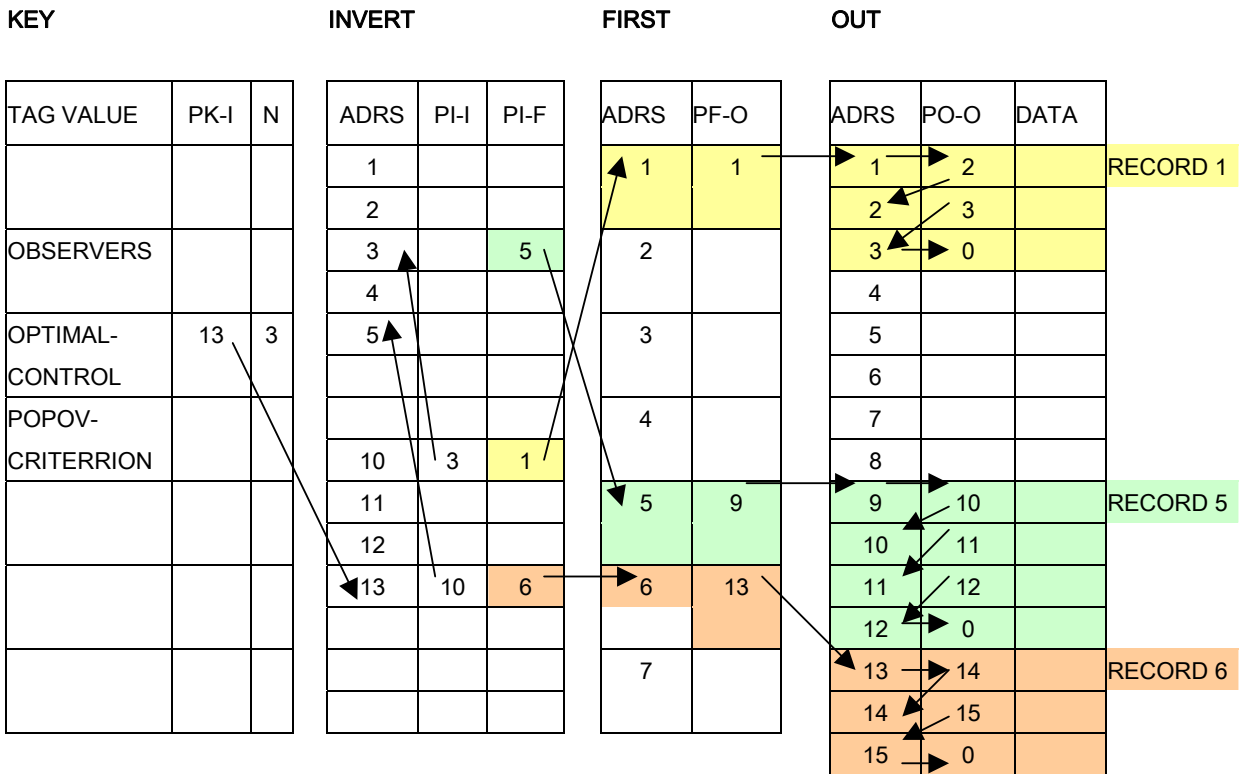 KEY INVERT FIRST OUT
TAG VALUE PK-I N ADRS PI-I PI-F ADRS PF-O ADRS PO-O DATA
1 1 1 1 2 RECORD 1
2 2 3
OBSERVERS 3 5 2 3 0
4 4
OPTIMAL- 13 3 5 3 5
CONTROL 6
POPOV- 4 7
CRITERRION 10 3 1 8
11 5 9 9 10 RECORD 5
12 10 11
13 10 6 6 13 11 12
12 0
7 13 14 RECORD 6
14 15
15 0